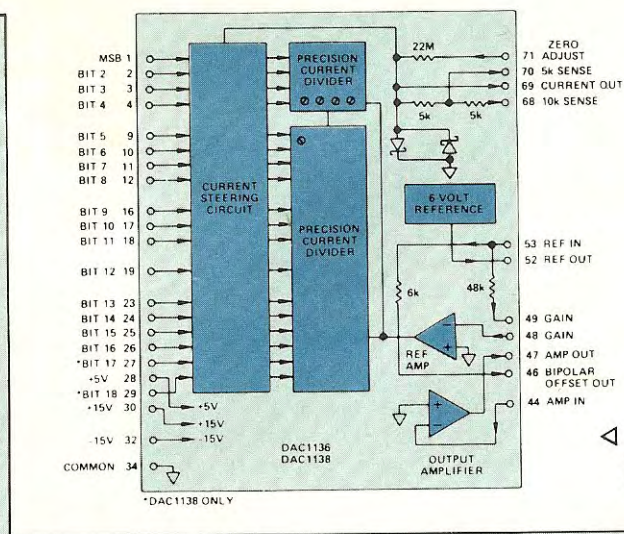 MSB 1
BIT 2 2
BIT 3 3
BIT 4 4
BIT 5 9
BIT 6 10
BIT 7 11
BIT 8 12
BIT 9 16
BIT 10 17
BIT 11 18
BIT 12 19
BIT 13 23
BIT 14 24
BIT 15 25
BIT 16 26
*BIT 17 27
+5V 28
*BIT 18 29
+15V 30
-15V 32
COMMON 34
+5V
+15V
-15V
CURRENT
STEERING
CIRCUIT
PRECISION
CURRENT
DIVIDER
PRECISION
CURRENT
DIVIDER
22M
5k
5k
6-VOLT
REFERENCE
6k
48k
REF
AMP
OUTPUT
AMPLIFIER
DAC1136
DAC1138
ZERO
71 ADJUST
70 5k SENSE
69 CURRENT OUT
68 10k SENSE
53 REF IN
52 REF OUT
49 GAIN
48 GAIN
47 AMP OUT
46 BIPOLAR
OFFSET OUT
44 AMP IN
*DAC1138 ONLY